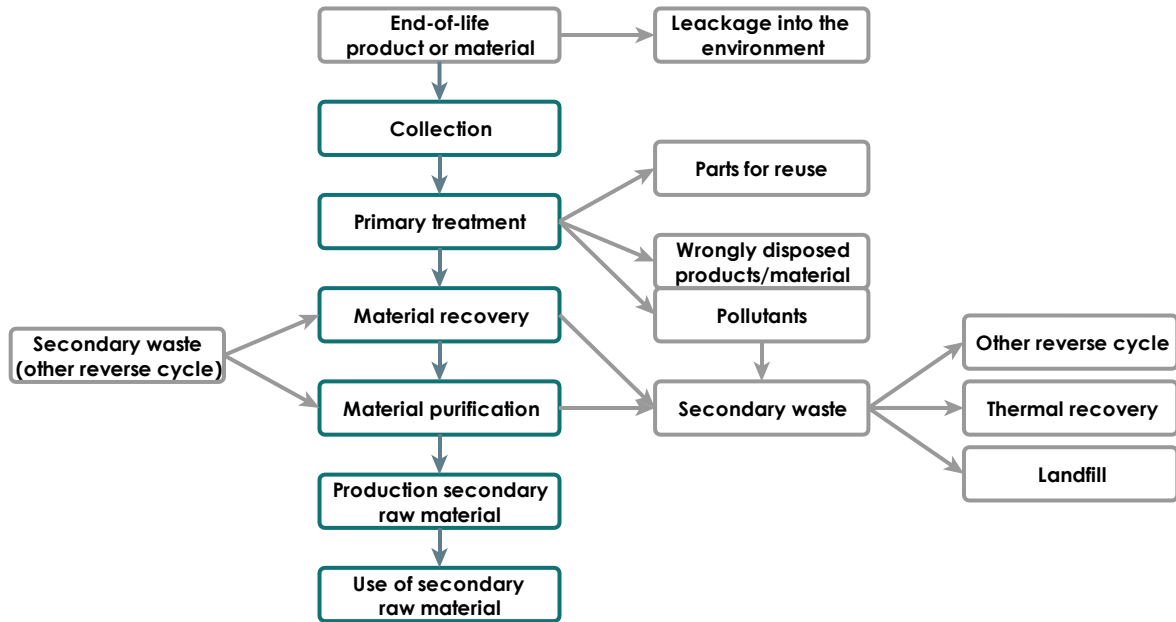 End-of-life
product or material
Leackage into the
environment
Collection
Parts for reuse
Primary treatment
Wrongly disposed
products/material
Material recovery
Pollutants
Secondary waste
(other reverse cycle)
Other reverse cycle
Material purification
Secondary waste
Thermal recovery
Landfill
Production secondary
raw material
Use of secondary
raw material